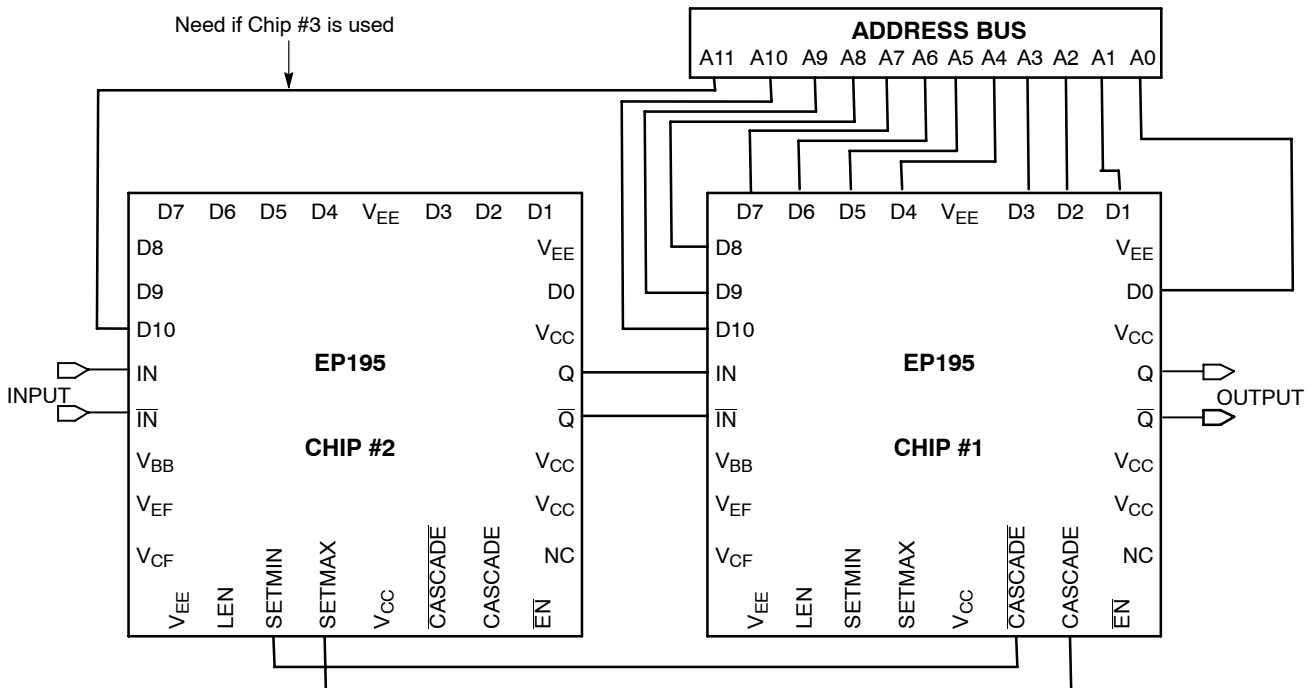 Need if Chip #3 is used
ADDRESS BUS
A11 A10 A9 A8 A7 A6 A5 A4 A3 A2 A1 A0
D7 D6 D5 D4 VEE D3 D2 D1
D8 VEE
D9 D0
D10 VCC
EP195
IN Q
INPUT
IN Q
CHIP #2
VBB VCC
VEF VCC
VCF NC
VEE LEN SETMIN SETMAX VCC CASCADE CASCADE EN
D7 D6 D5 D4 VEE D3 D2 D1
D8 VEE
D9 D0
D10 VCC
EP195
IN Q
OUTPUT
IN Q
CHIP #1
VBB VCC
VEF VCC
VCF NC
VEE LEN SETMIN SETMAX VCC CASCADE CASCADE EN